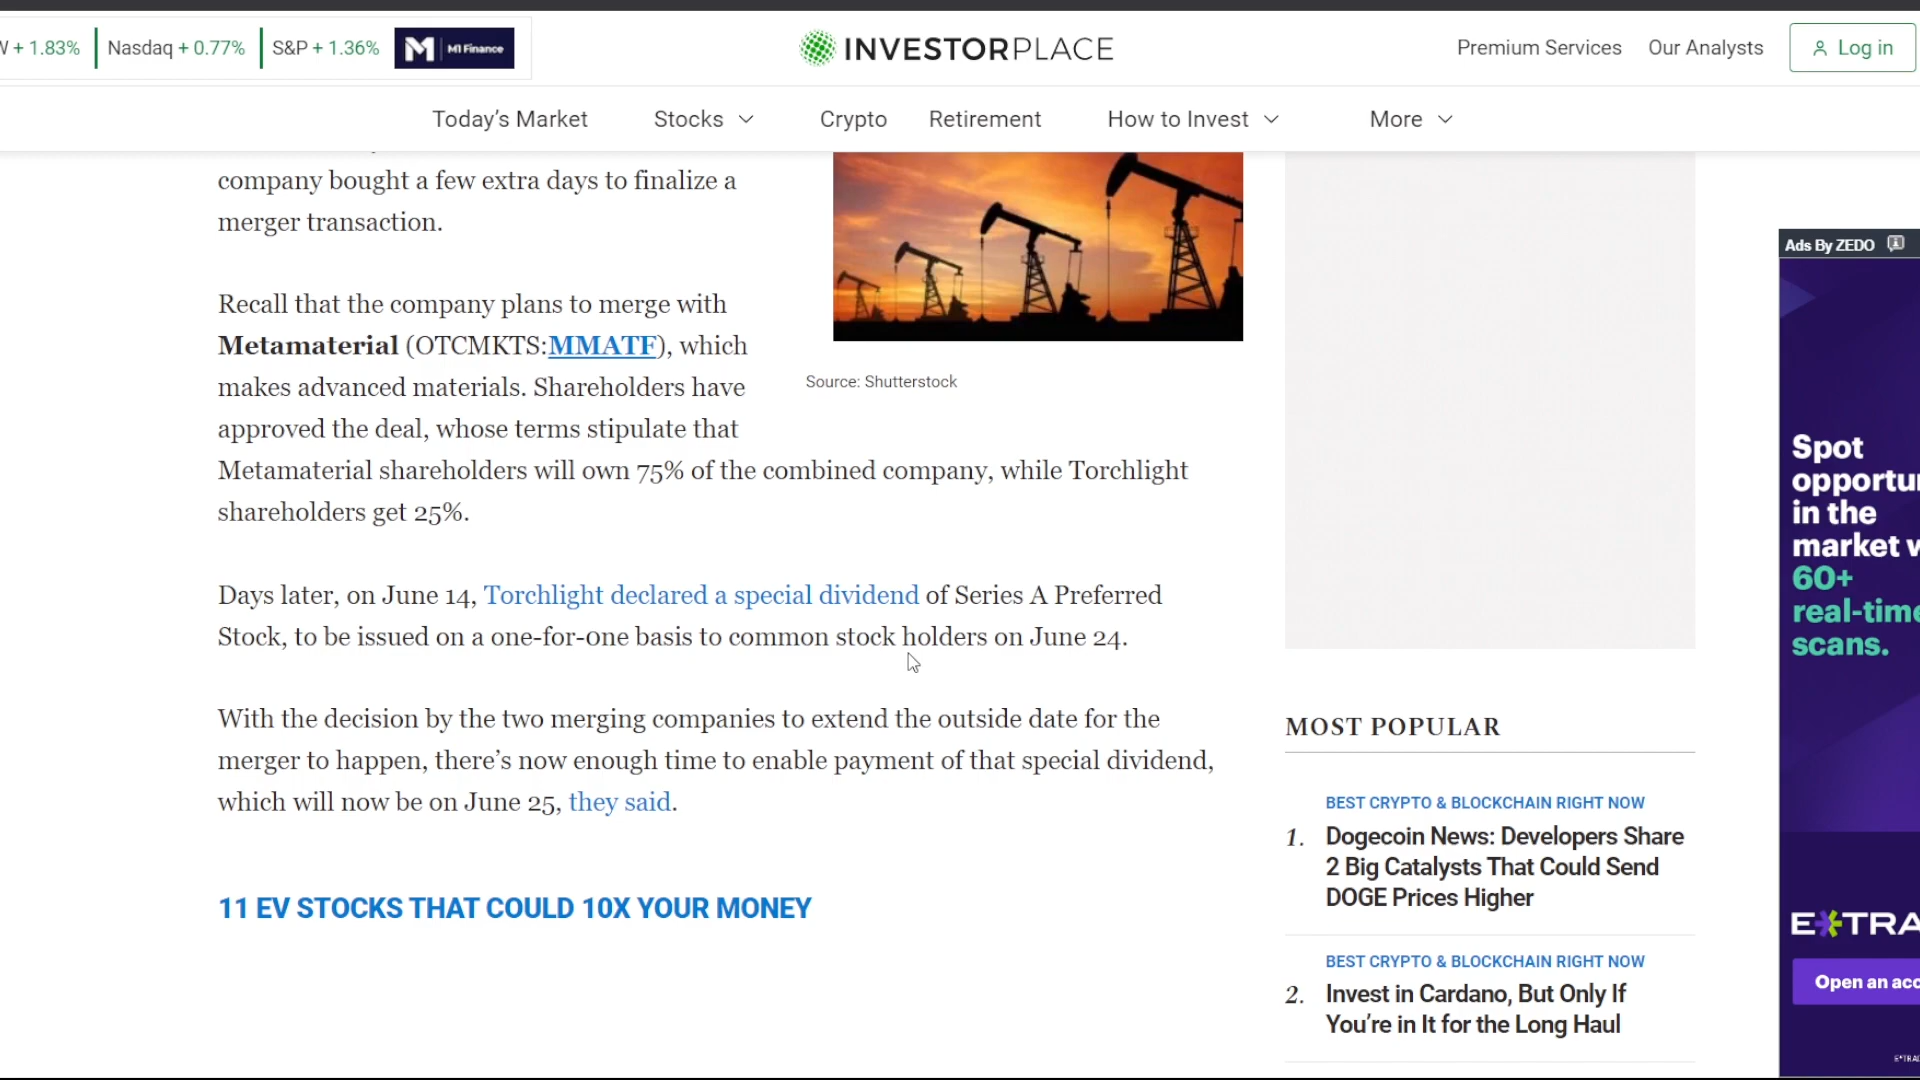 + 1.83%
Nasdaq + 0.77%
S&P + 1.36%
M1 Finance
INVESTORPLACE
Premium Services
Our Analysts
Log in
Today's Market
Stocks
Crypto
Retirement
How to Invest
More
company bought a few extra days to finalize a
merger transaction.
Recall that the company plans to merge with
Metamaterial (OTCMKTS:MMATF), which
makes advanced materials. Shareholders have
approved the deal, whose terms stipulate that
Metamaterial shareholders will own 75% of the combined company, while Torchlight
shareholders get 25%.
Source: Shutterstock
Days later, on June 14, Torchlight declared a special dividend of Series A Preferred
Stock, to be issued on a one-for-one basis to common stock holders on June 24.
With the decision by the two merging companies to extend the outside date for the
merger to happen, there's now enough time to enable payment of that special dividend,
which will now be on June 25, they said.
11 EV STOCKS THAT COULD 10X YOUR MONEY
MOST POPULAR
BEST CRYPTO & BLOCKCHAIN RIGHT NOW
1. Dogecoin News: Developers Share
2 Big Catalysts That Could Send
DOGE Prices Higher
BEST CRYPTO & BLOCKCHAIN RIGHT NOW
2. Invest in Cardano, But Only If
You're in It for the Long Haul
Ads By ZEDO
Spot
opportu
in the
market
60+
real-time
scans.
E*TRA
Open an acc